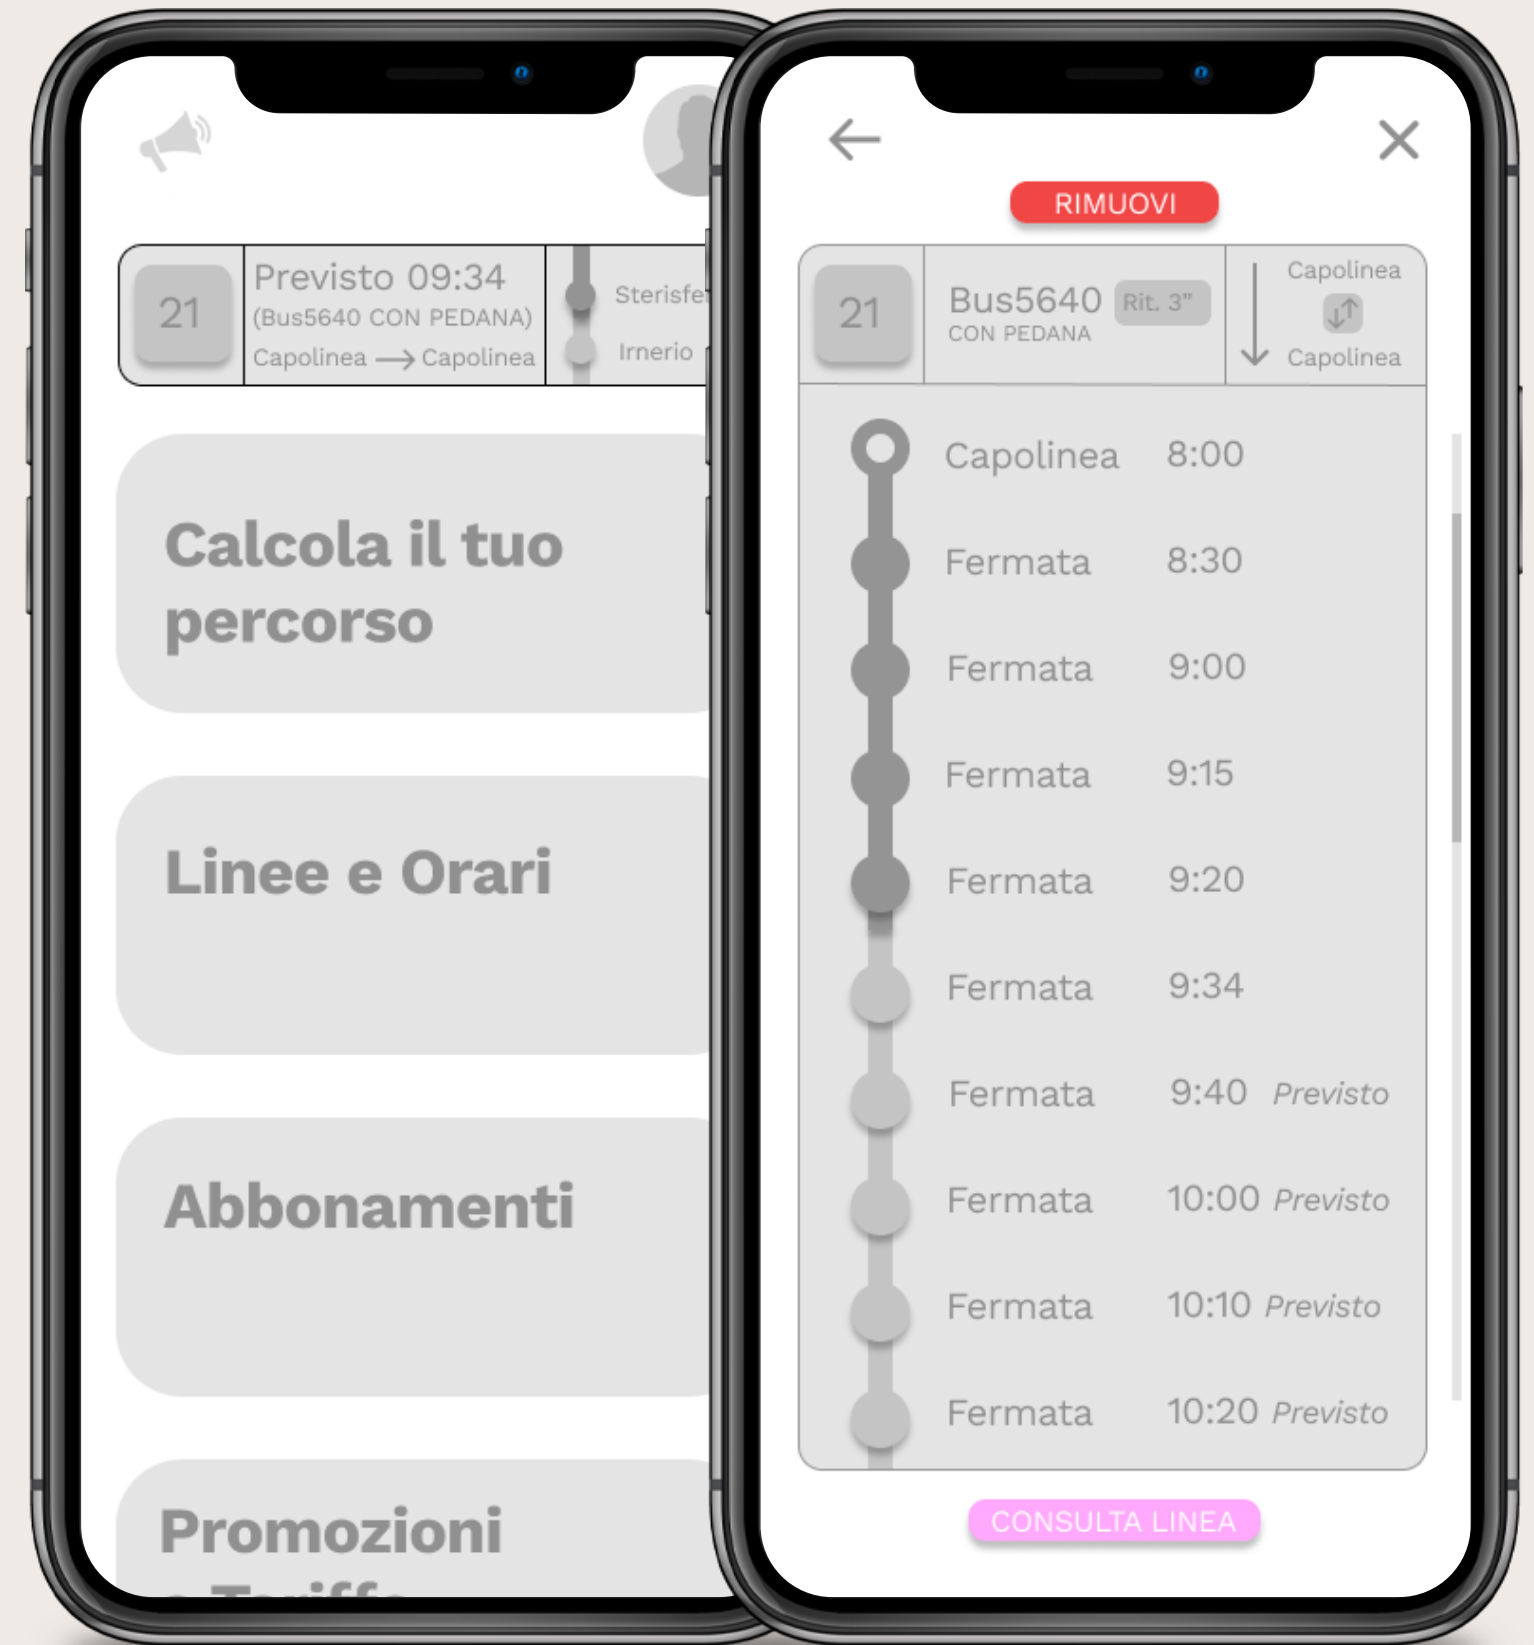 21
Previsto 09:34
(Bus5640 CON PEDANA)
Capolinea → Capolinea
Irnerio
Calcola il tuo
percorso
Linee e Orari
Abbonamenti
Promozioni
e Tariffe
RIMUOVI
21
Bus5640
Rit. 3”
CON PEDANA
Capolinea
Capolinea
Capolinea 8:00
Fermata 8:30
Fermata 9:00
Fermata 9:15
Fermata 9:20
Fermata 9:34
Fermata 9:40 Previsto
Fermata 10:00 Previsto
Fermata 10:10 Previsto
Fermata 10:20 Previsto
CONSULTA LINEA